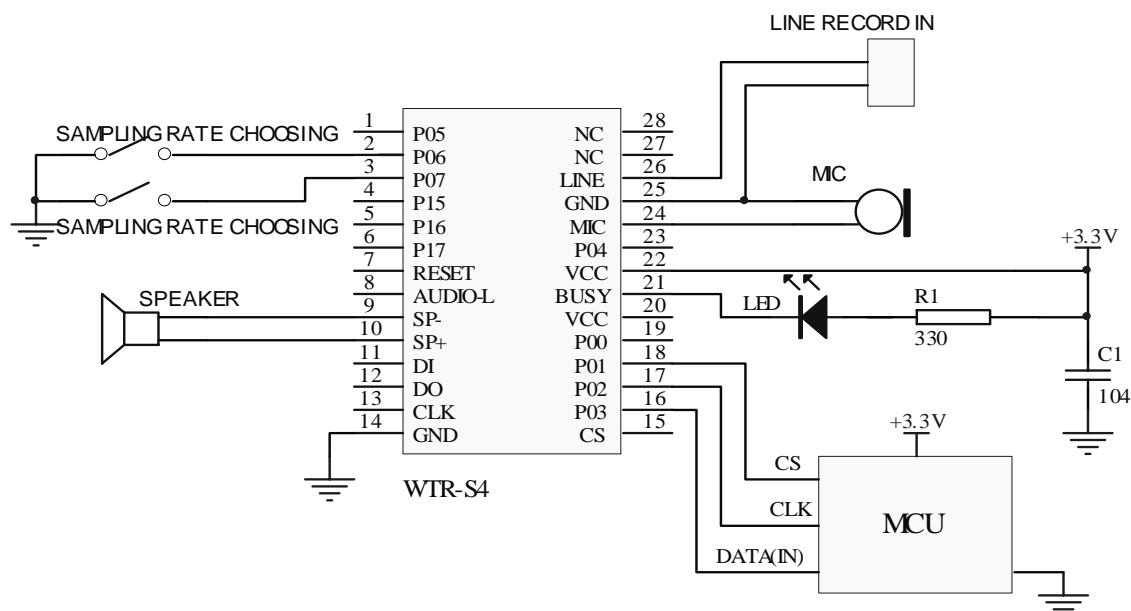 LINE RECORD IN
SAMPLING RATE CHOOSING
SAMPLING RATE CHOOSING
SPEAKER
1 P05
2 P06
3 P07
4 P15
5 P16
6 P17
7 RESET
8 AUDIO-L
9 SP-
10 SP+
11 DI
12 DO
13 CLK
14 GND
NC 28
NC 27
LINE 26
GND 25
MIC 24
P04 23
VCC 22
BUSY 21
VCC 20
P00 19
P01 18
P02 17
P03 16
CS 15
WTR-S4
MIC
+3.3V
LED
R1
330
C1
104
+3.3V
CS
CLK
DATA(IN)
MCU